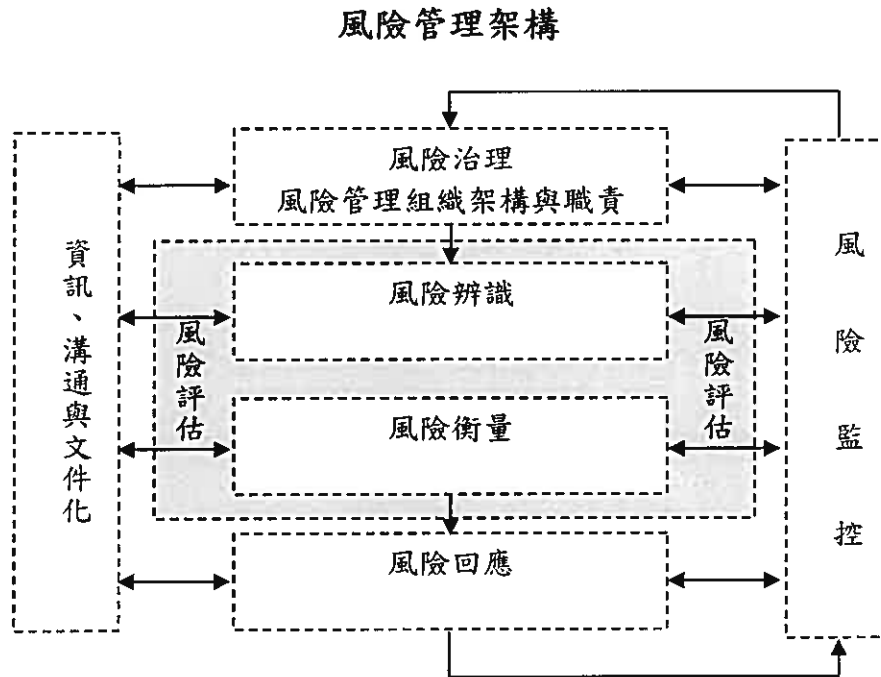 風險管理架構
風險治理
風險管理組織架構與職責
資訊、溝通與文件化
風險評估
風險辨識
風險衡量
風險評估
風險回應
風險監控